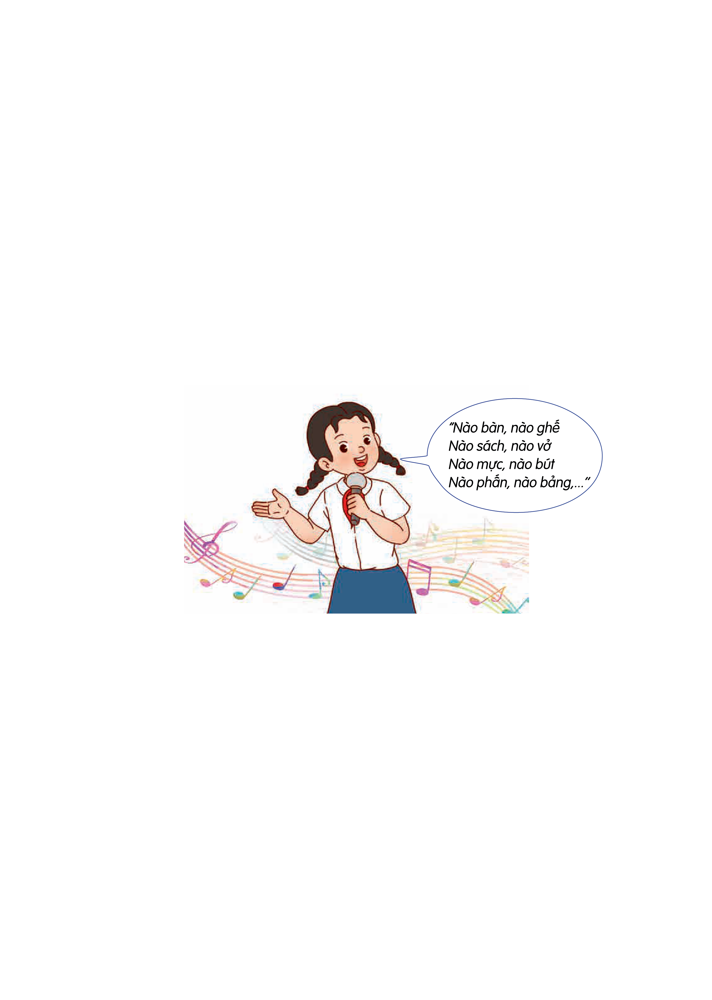 “Nào bàn, nào ghế
Nào sách, nào vở
Nào mực, nào bút
Nào phấn, nào bảng,...”